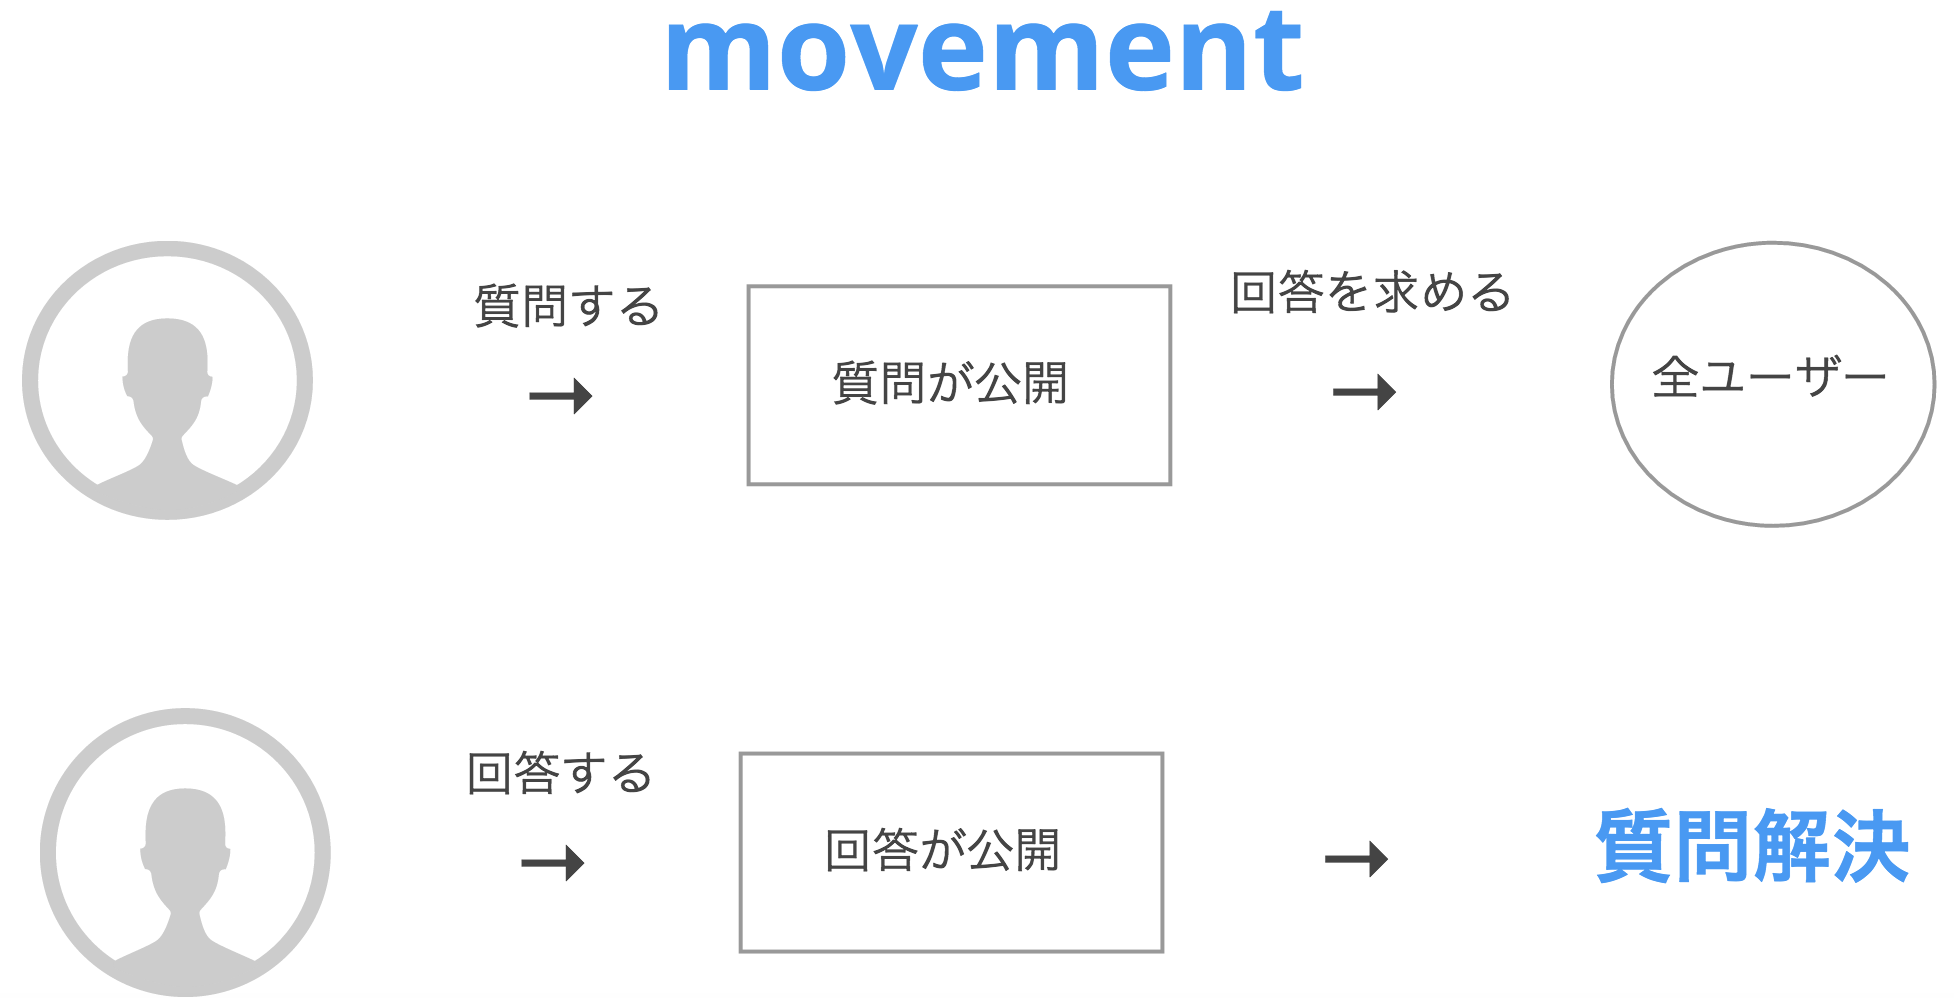 movement
質問する
質問が公開
回答を求める
全ユーザー
回答する
回答が公開
質問解決